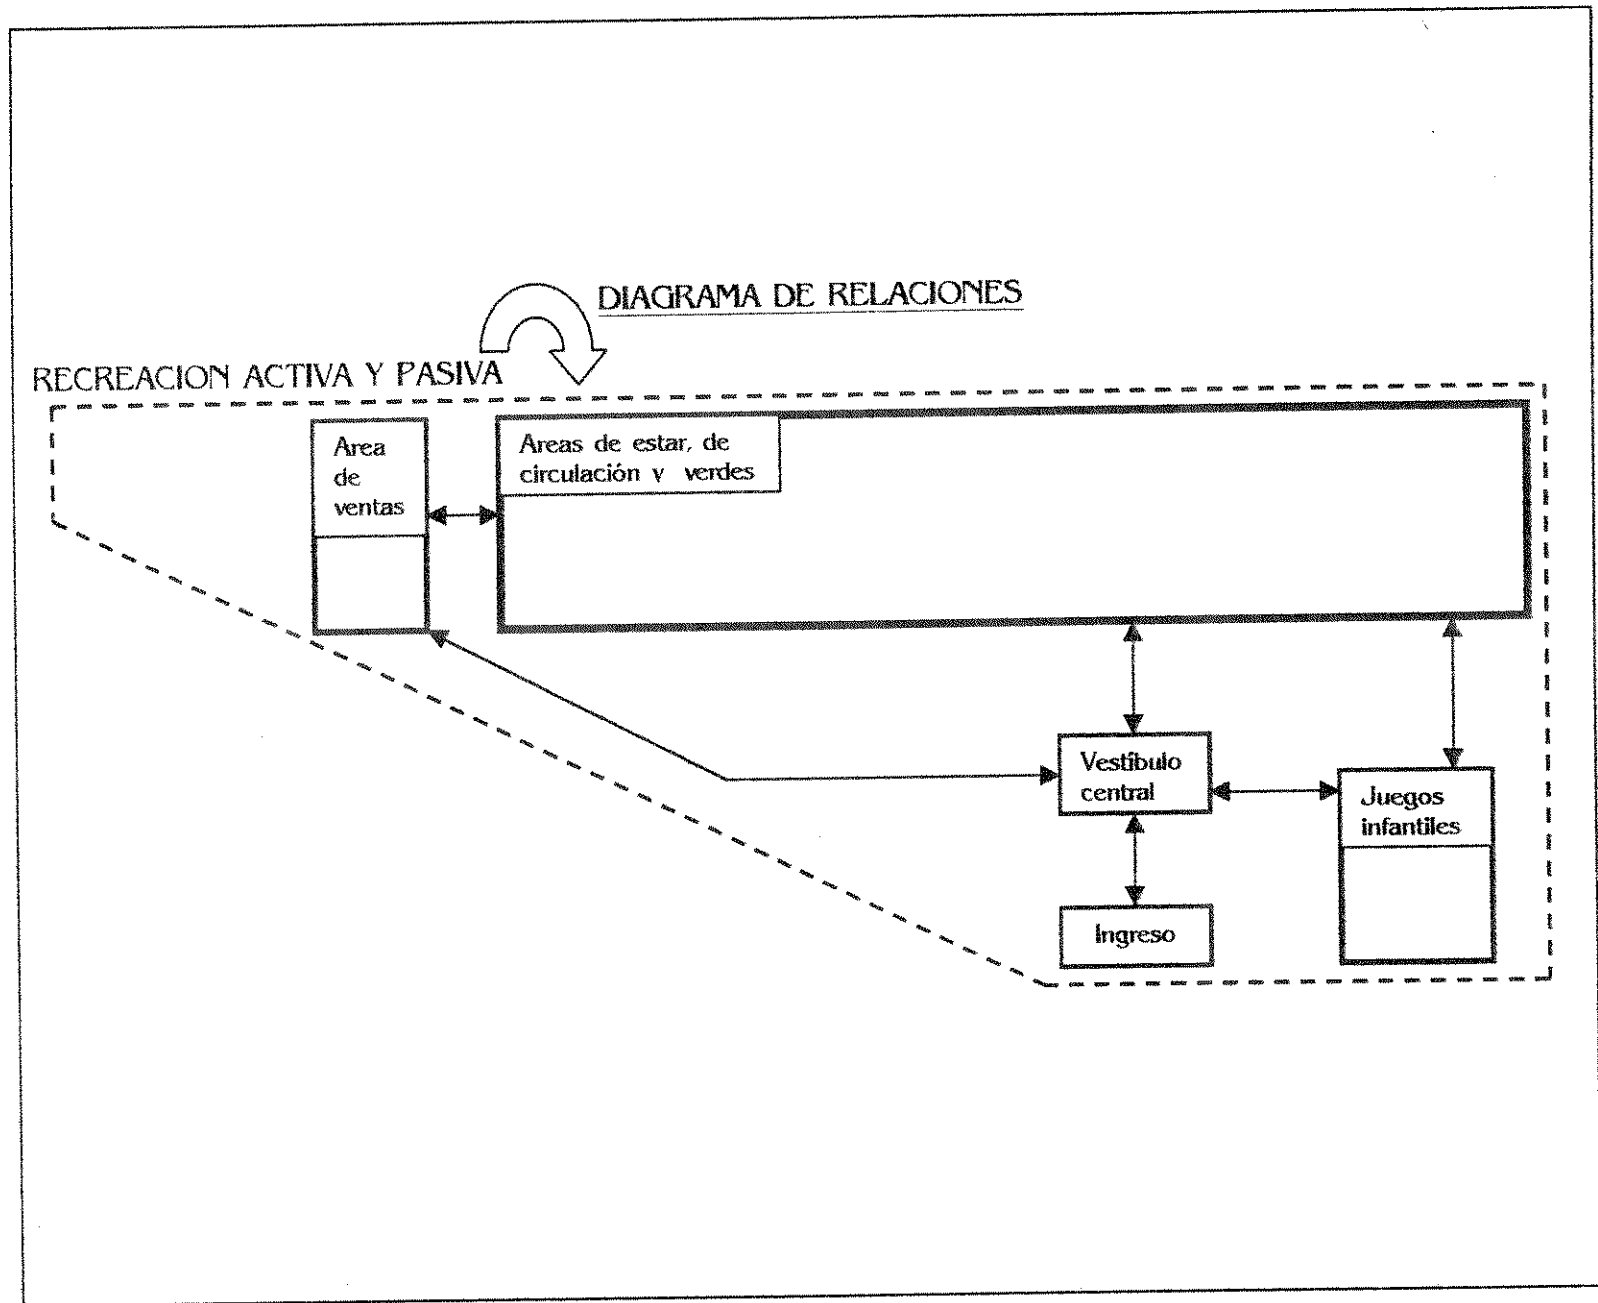 DIAGRAMA DE RELACIONES
RECREACION ACTIVA Y PASIVA
Area
de
ventas
Areas de estar, de
circulación y verdes
Vestíbulo
central
Juegos
infantiles
Ingreso